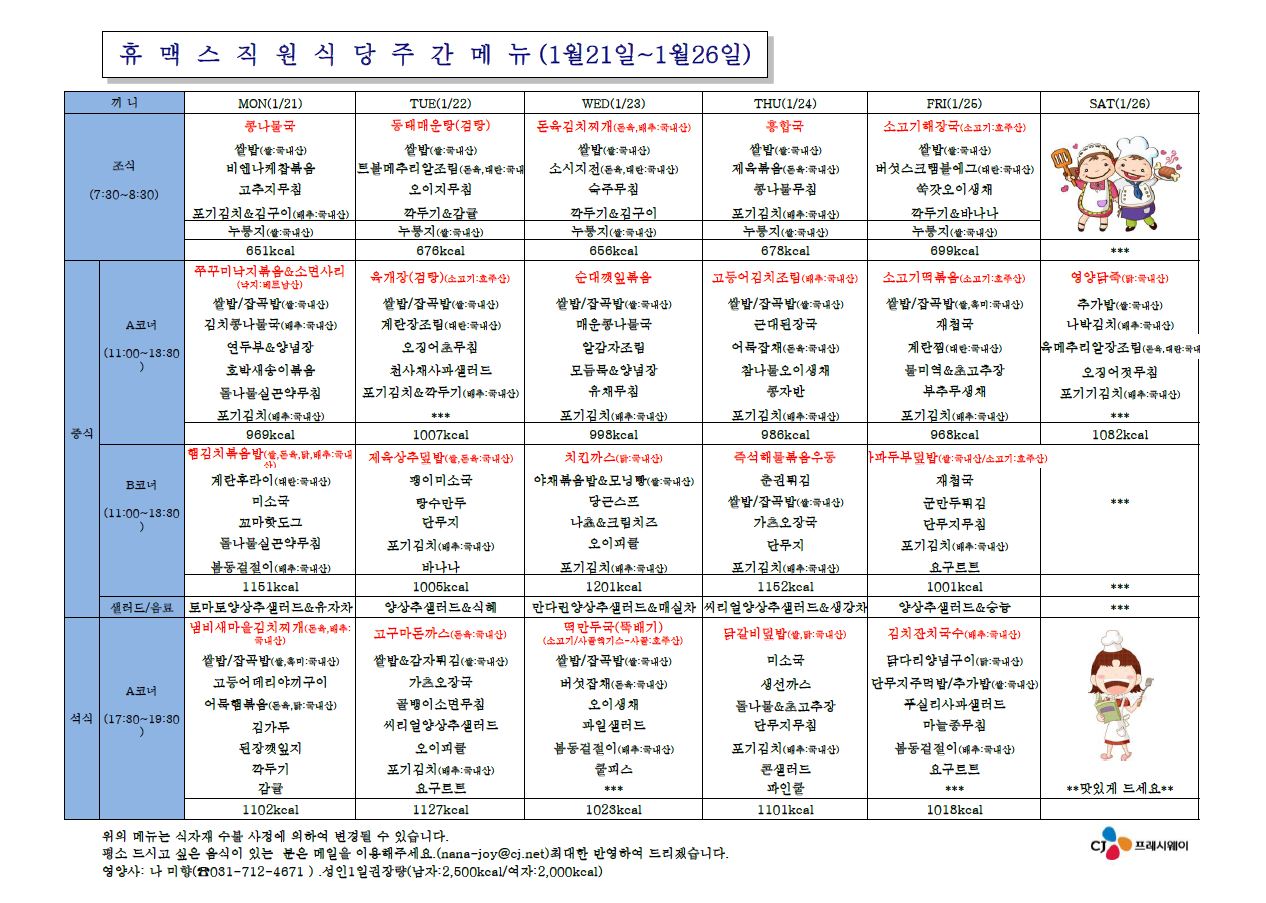 휴 맥 스 직 원 식 당 주 간 메 뉴 (1월21일~1월26일)
끼 니 MON(1/21) TUE(1/22) WED(1/23) THU(1/24) FRI(1/25) SAT(1/26)
콩나물국 동태매운탕(검탕) 돈육김치찌개(돈육,배추:국내산) 홍합국 소고기해장국(소고기:호주산)
쌀밥(쌀:국내산) 쌀밥(쌀:국내산) 쌀밥(쌀:국내산) 쌀밥(쌀:국내산) 쌀밥(쌀:국내산)
조식 비엔나케찹볶음 트볼메추리알조림(돈육,대란:국내 소시지전(돈육:국내산) 제육볶음(돈육:국내산) 버섯스크램블에그(대란:국내산)
(7:30~8:30) 고추지무침 오이지무침 숙주무침 콩나물무침 쑥갓오이생채
포기김치&김구이(배추:국내산) 깍두기&감귤 깍두기&김구이 포기김치(배추:국내산) 깍두기&바나나
누룽지(쌀:국내산) 누룽지(쌀:국내산) 누룽지(쌀:국내산) 누룽지(쌀:국내산) 누룽지(쌀:국내산)
651kcal 676kcal 656kcal 678kcal 699kcal ***
쭈꾸미낙지볶음&소면사리 육개장(검탕)(소고기:호주산) 순대깻잎볶음 고등어김치조림(배추:국내산) 소고기떡볶음(소고기:호주산) 영양닭죽(닭:국내산)
(낙지:베트남산)
쌀밥/잡곡밥(쌀:국내산) 쌀밥/잡곡밥(쌀:국내산) 쌀밥/잡곡밥(쌀:국내산) 쌀밥/잡곡밥(쌀:국내산) 쌀밥/잡곡밥(쌀,흑미:국내산) 추가밥(쌀:국내산)
A코너 김치콩나물국(배추:국내산) 계란장조림(대란:국내산) 매운콩나물국 근대된장국 재첩국 나박김치(배추:국내산)
(11:00~13:30) 연두부&양념장 오징어초무침 알감자조림 어묵잡채(돈육:국내산) 계란찜(대란:국내산) 육메추리알장조림(돈육,대란:국내
호박새송이볶음 천사채사파샐러드 모듬묵&양념장 참나물오이생채 물미역&초고추장 오징어젓무침
돌나물실곤약무침 포기김치&깍두기(배추:국내산) 유채무침 콩자반 부추무생채 포기기김치(배추:국내산)
포기김치(배추:국내산) *** 포기김치(배추:국내산) 포기김치(배추:국내산) 포기김치(배추:국내산) ***
969kcal 1007kcal 998kcal 986kcal 968kcal 1082kcal
중식
햄김치볶음밥(쌀,돈육,닭,배추:국내산) 제육상추덮밥(쌀,돈육:국내산) 치킨까스(닭:국내산) 즉석해물볶음우동 마파두부덮밥(쌀:국내산/소고기:호주산)
B코너 계란후라이(대란:국내산) 팽이미소국 야채볶음밥&모닝빵(쌀:국내산) 춘권튀김 재첩국
(11:00~13:30) 미소국 탕수만두 당근스프 쌀밥/잡곡밥(쌀:국내산) 군만두튀김 ***
꼬마핫도그 단무지 나쵸&크림치즈 가츠오장국 단무지무침
돌나물실곤약무침 포기김치(배추:국내산) 오이피클 단무지 포기김치(배추:국내산)
봄동겉절이(배추:국내산) 바나나 포기김치(배추:국내산) 포기김치(배추:국내산) 요구르트
1151kcal 1005kcal 1201kcal 1152kcal 1001kcal ***
샐러드/음료 토마토양상추샐러드&유자차 양상추샐러드&식혜 만다린양상추샐러드&매실차 씨리얼양상추샐러드&생강차 양상추샐러드&숭늉 ***
냄비새마을김치찌개(돈육,배추:국내산) 고구마돈까스(돈육:국내산) 떡만두국(뚝배기) 닭갈비덮밥(쌀,닭:국내산) 김치잔치국수(배추:국내산)
(소고기/사골엑기스-사골:호주산)
쌀밥/잡곡밥(쌀,흑미:국내산) 쌀밥&감자튀김(쌀:국내산) 쌀밥/잡곡밥(쌀:국내산) 미소국 닭다리양념구이(닭:국내산)
고등어데리야끼구이 가츠오장국 버섯잡채(돈육:국내산) 생선까스 단무지주먹밥/추가밥(쌀:국내산)
A코너 어묵햄볶음(돈육,닭:국내산) 골뱅이소면무침 오이생채 돌나물&초고추장 푸실리사파샐러드
석식 (17:30~19:30) 김가루 씨리얼양상추샐러드 파일샐러드 단무지무침 마늘종무침
된장깻잎지 오이피클 봄동겉절이(배추:국내산) 포기김치(배추:국내산) 봄동겉절이(배추:국내산)
깍두기 포기김치(배추:국내산) 쿨피스 콘샐러드 요구르트
감귤 요구르트 *** 파인쿨 *** **맛있게 드세요**
1102kcal 1127kcal 1023kcal 1101kcal 1018kcal
위의 메뉴는 식자재 수불 사정에 의하여 변경될 수 있습니다.
평소 드시고 싶은 음식이 있는 분은 메일을 이용해주세요.(nana-joy@cj.net)최대한 반영하여 드리겠습니다.
영양사: 나 미향(☎031-712-4671 ) .성인1일권장량(남자:2,500kcal/여자:2,000kcal)
CJ 프레시웨이